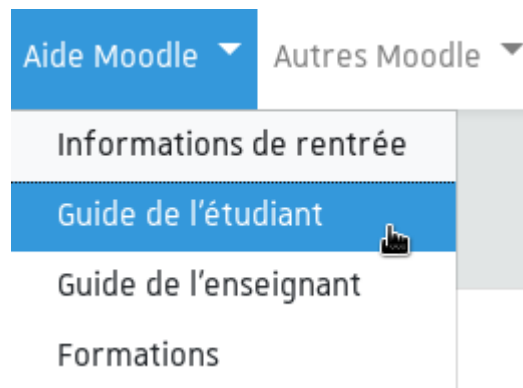 Aide Moodle Autres Moodle
Informations de rentrée
Guide de l'étudiant
Guide de l'enseignant
Formations